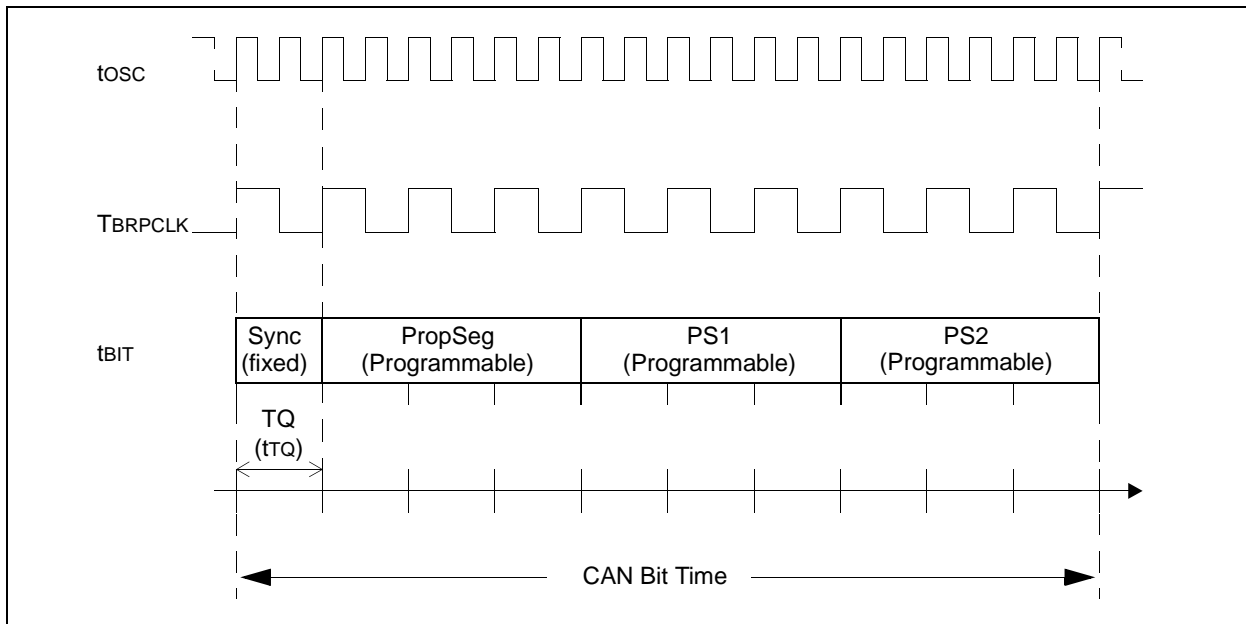 tOSC
TBRPCLK
tBIT
Sync
(fixed)
PropSeg
(Programmable)
PS1
(Programmable)
PS2
(Programmable)
TQ
(tTQ)
CAN Bit Time